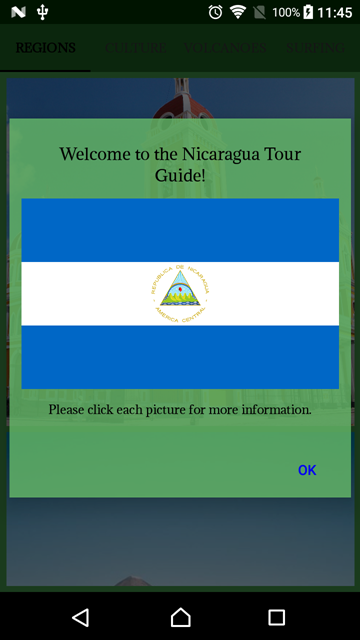 100% 11:45
REGIONS CULTURE VOLCANOES SURFING
Welcome to the Nicaragua Tour
Guide!
REPUBLICA DE NICARAGUA
AMERICA CENTRAL
Please click each picture for more information.
OK